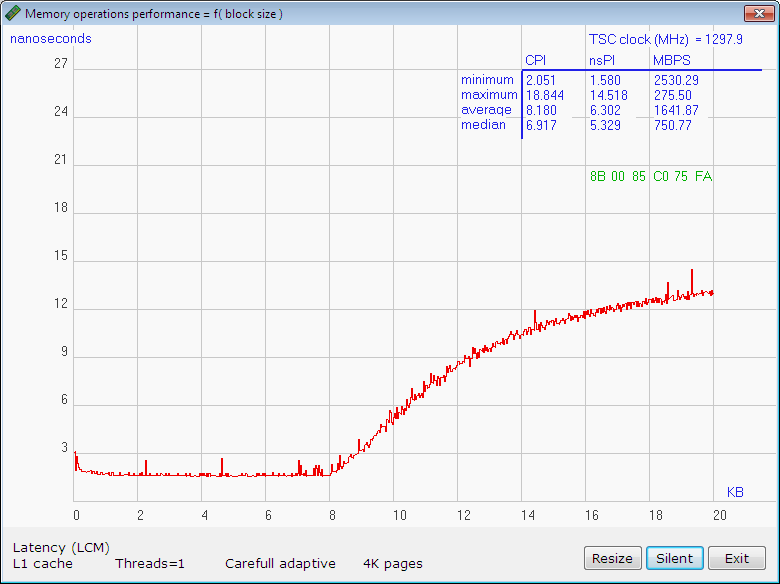 Memory operations performance = f( block size )
nanoseconds
TSC clock (MHz) = 1297.9
CPI nsPI MBPS
minimum 2.051 1.580 2530.29
maximum 18.844 14.518 275.50
average 8.180 6.302 1641.87
median 6.917 5.329 750.77
8B 00 85 C0 75 FA
27
24
21
18
15
12
9
6
3
KB
0 2 4 6 8 10 12 14 16 18 20
Latency (LCM)
L1 cache Threads=1 Carefull adaptive 4K pages
Resize Silent Exit